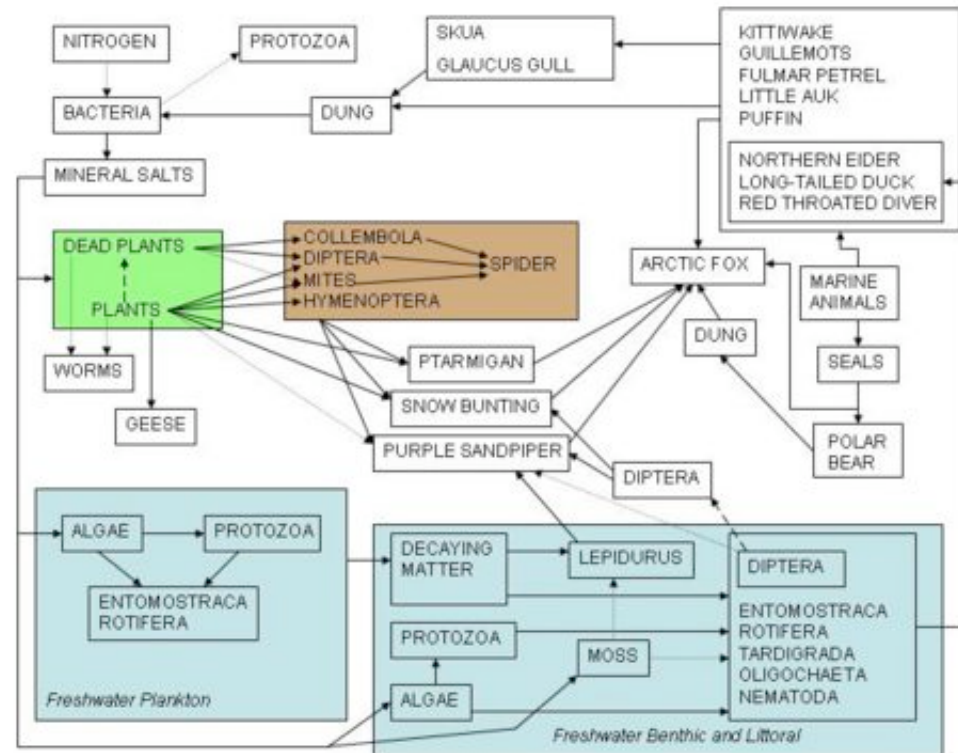 NITROGEN
PROTOZOA
SKUA
GLAUCUS GULL
KITTIWAKE
GUILLEMOTS
FULMAR PETREL
LITTLE AUK
PUFFIN
BACTERIA
DUNG
MINERAL SALTS
NORTHERN EIDER
LONG-TAILED DUCK
RED THROATED DIVER
DEAD PLANTS
PLANTS
COLLEMBOLA
DIPTERA
MITES
HYMENOPTERA
SPIDER
ARCTIC FOX
MARINE
ANIMALS
DUNG
SEALS
WORMS
PTARMIGAN
GEESE
SNOW BUNTING
PURPLE SANDPIPER
POLAR
BEAR
DIPTERA
ALGAE
PROTOZOA
ENTOMOSTRACA
ROTIFERA
Freshwater Plankton
DECAYING
MATTER
LEPIDURUS
DIPTERA
PROTOZOA
MOSS
ALGAE
ENTOMOSTRACA
ROTIFERA
TARDIGRADA
OLIGOCHAETA
NEMATODA
Freshwater Benthic and Littoral